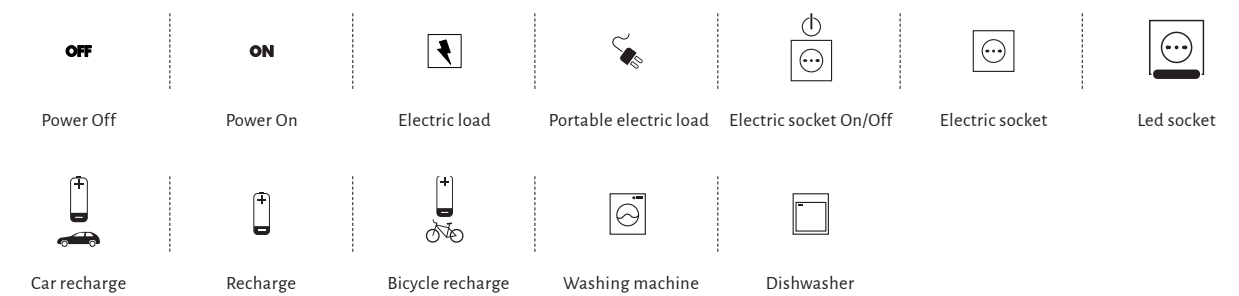 OFF
ON
Power Off
Power On
Electric load
Portable electric load
Electric socket On/Off
Electric socket
Led socket
Car recharge
Recharge
Bicycle recharge
Washing machine
Dishwasher